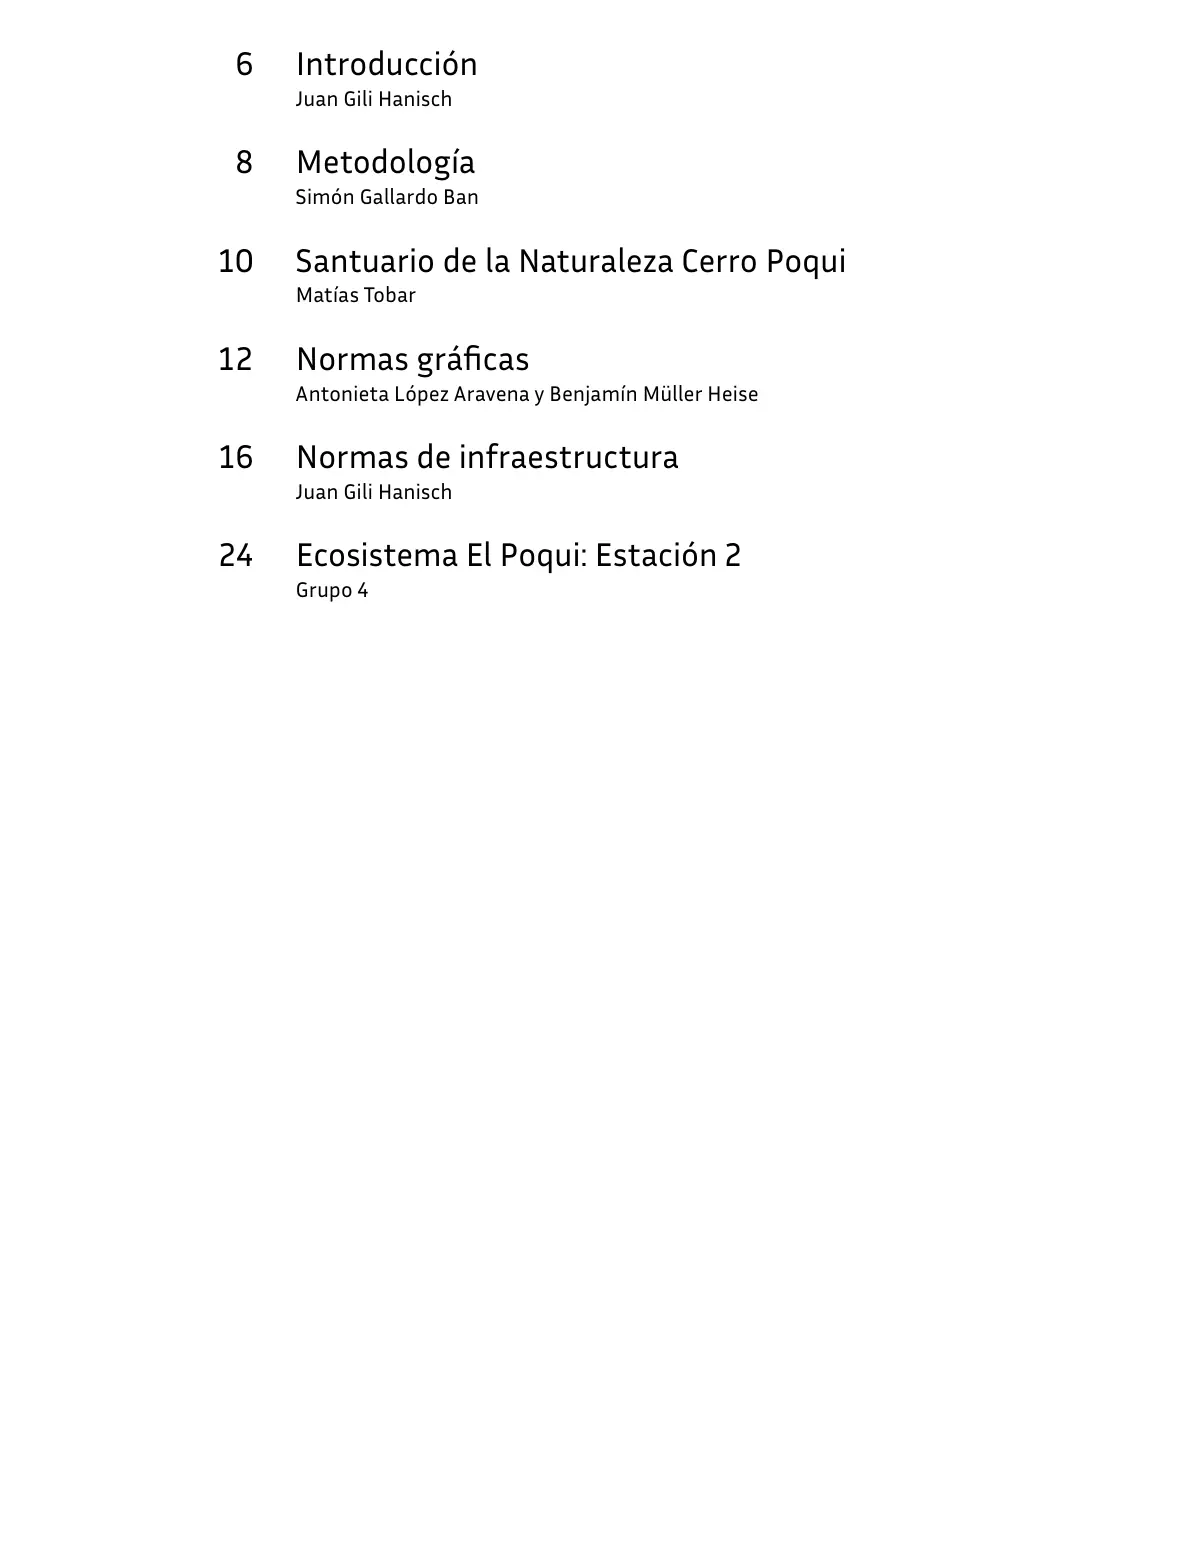 6 Introducción
Juan Gili Hanisch
8 Metodología
Simón Gallardo Ban
10 Santuario de la Naturaleza Cerro Poqui
Matías Tobar
12 Normas gráficas
Antonieta López Aravena y Benjamín Müller Heise
16 Normas de infraestructura
Juan Gili Hanisch
24 Ecosistema El Poqui: Estación 2
Grupo 4